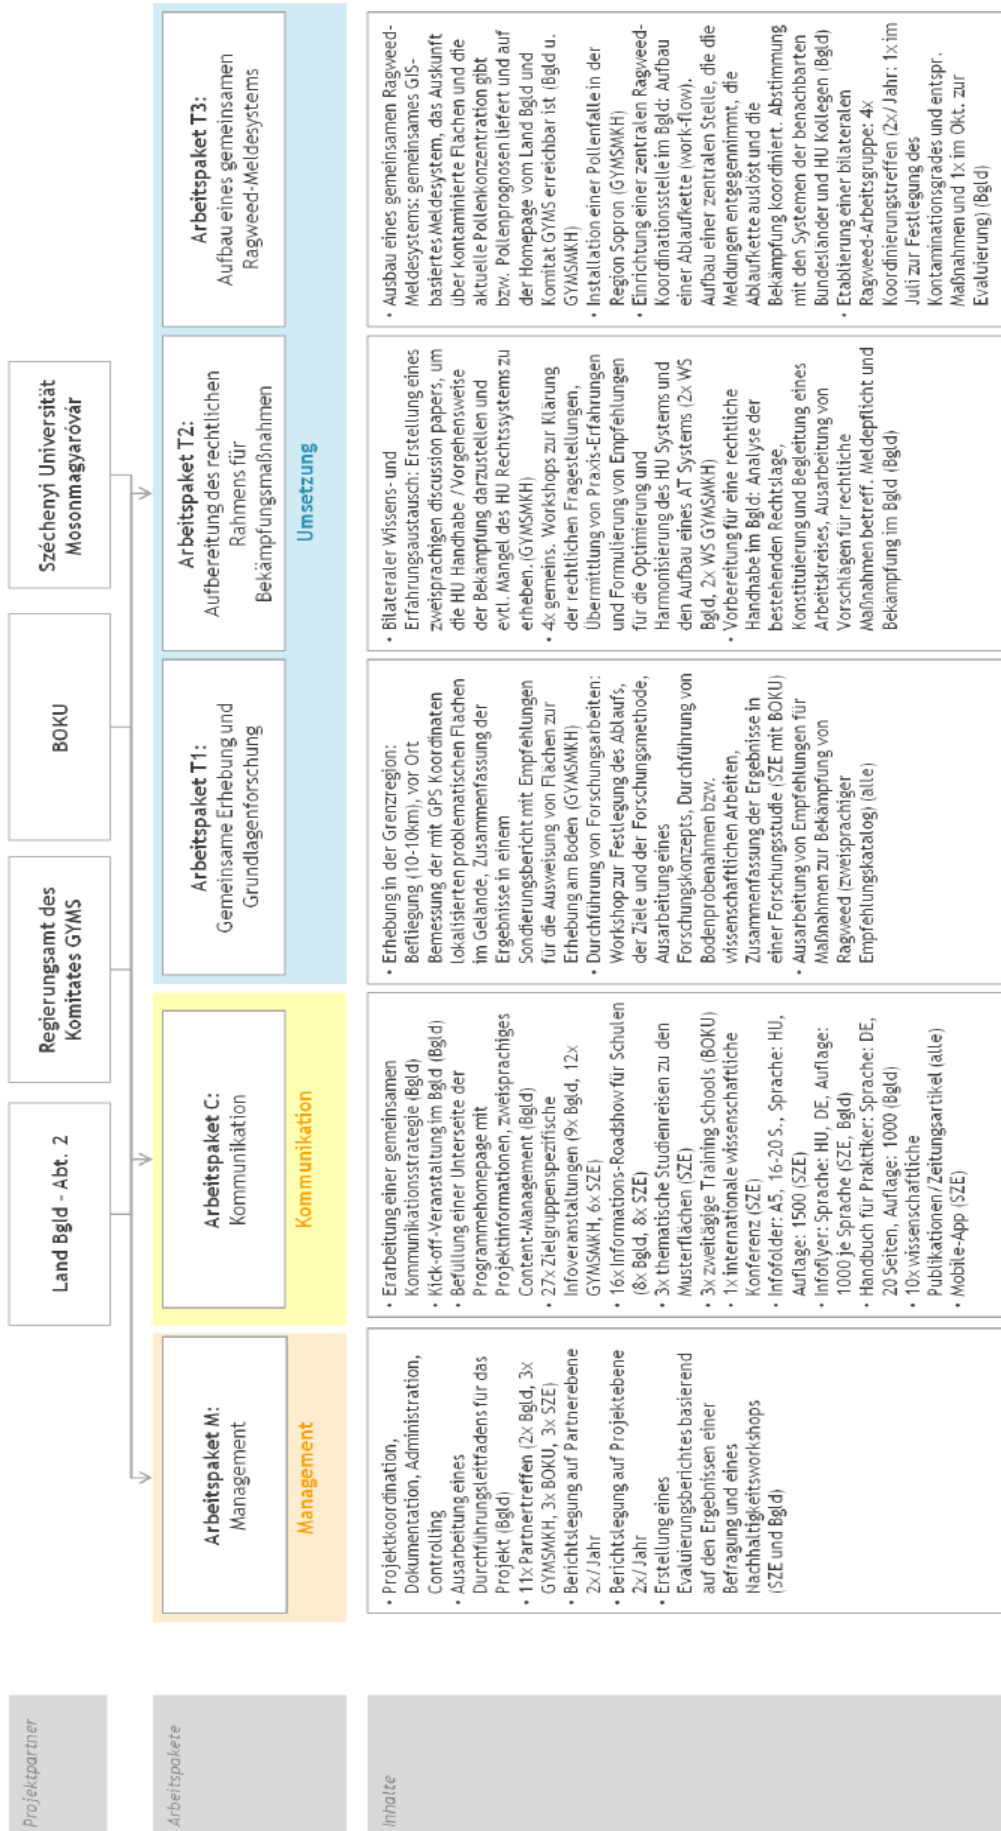 Projektpartner
Land Bgld - Abt. 2
Regierungsamt des
Komitates GYMS
BOKU
Széchenyi Universität
Mosonmagyaróvár
Arbeitspakete
Arbeitspaket M:
Management
Management
Arbeitspaket C:
Kommunikation
Kommunikation
Arbeitspaket T1:
Gemeinsame Erhebung und
Grundlagenforschung
Arbeitspaket T2:
Aufbereitung des rechtlichen
Rahmens für
Bekämpfungsmaßnahmen
Arbeitspaket T3:
Aufbau eines gemeinsamen
Ragweed-Meldesystems
Umsetzung
Inhalte
• Projektkoordination,
Dokumentation, Administration,
Controlling
• Ausarbeitung eines
Durchführungsleitfadens für das
Projekt (Bgld)
• 11x Partnertreffen (2x Bgld, 3x
GYMSMKH, 3x BOKU, 3x SZE)
• Berichtslegung auf Partnerebene
2x/Jahr
• Berichtslegung auf Projektebene
2x/Jahr
• Erstellung eines
Evaluierungsberichtes basierend
auf den Ergebnissen einer
Befragung und eines
Nachhaltigkeitsworkshops
(SZE und Bgld)
• Erarbeitung einer gemeinsamen
Kommunikationsstrategie (Bgld)
• Kick-off-Veranstaltung im Bgld (Bgld)
• Befüllung einer Unterseite der
Programmehomepage mit
Projektinformationen, zweisprachiges
Content-Management (Bgld)
• 27x Zielgruppenspezifische
Infoveranstaltungen (9x Bgld, 12x
GYMSMKH, 6x SZE)
• 16x Informations-Roadshow für Schulen
(8x Bgld, 8x SZE)
• 3x thematische Studienreisen zu den
Musterflächen (SZE)
• 3x zweitägige Training Schools (BOKU)
• 1x internationale wissenschaftliche
Konferenz (SZE)
• Infofolder: A5, 16-20 S., Sprache: HU,
Auflage: 1500 (SZE)
• Infoflyer: Sprache: HU, DE, Auflage:
1000 je Sprache (SZE, Bgld)
• Handbuch für Praktiker: Sprache: DE,
20 Seiten, Auflage: 1000 (Bgld)
• 10x wissenschaftliche
Publikationen/Zeitungsartikel (alle)
• Mobile-App (SZE)
• Erhebung in der Grenzregion:
Befliegung (10-10km), vor Ort
Bemessung der mit GPS Koordinaten
lokalisierten problematischen Flächen
im Gelände, Zusammenfassung der
Ergebnisse in einem
Sondierungsbericht mit Empfehlungen
für die Ausweisung von Flächen zur
Erhebung am Boden (GYMSMKH)
• Durchführung von Forschungsarbeiten:
Workshop zur Festlegung des Ablaufs,
der Ziele und der Forschungsmethode,
Ausarbeitung eines
Forschungskonzepts, Durchführung von
Bodenprobenahmen bzw.
wissenschaftlichen Arbeiten,
Zusammenfassung der Ergebnisse in
einer Forschungsstudie (SZE mit BOKU)
• Ausarbeitung von Empfehlungen für
Maßnahmen zur Bekämpfung von
Ragweed (zweisprachiger
Empfehlungskatalog) (alle)
• Bilateraler Wissens- und
Erfahrungsaustausch: Erstellung eines
zweisprachigen discussion papers, um
die HU Handhabe /Vorgehensweise
der Bekämpfung darzustellen und
evtl. Mängel des HU Rechtssystems zu
erheben. (GYMSMKH)
• 4x gemeins. Workshops zur Klärung
der rechtlichen Fragestellungen,
Übermittlung von Praxis-Erfahrungen
und Formulierung von Empfehlungen
für die Optimierung und
Harmonisierung des HU Systems und
den Aufbau eines AT Systems (2x WS
Bgld, 2x WS GYMSMKH)
• Vorbereitung für eine rechtliche
Handhabe im Bgld: Analyse der
bestehenden Rechtslage,
Konstituierung und Begleitung eines
Arbeitskreises, Ausarbeitung von
Vorschlägen für rechtliche
Maßnahmen betreff. Meldepflicht und
Bekämpfung im Bgld (Bgld)
• Ausbau eines gemeinsamen Ragweed-
Meldesystems: gemeinsames GIS-
basiertes Meldesystem, das Auskunft
über kontaminierte Flächen und die
aktuelle Pollenkonzentration gibt
bzw. Pollenprognosen liefert und auf
der Homepage vom Land Bgld und
Komitat GYMS erreichbar ist (Bgld u.
GYMSMKH)
• Installation einer Pollenfalle in der
Region Sopron (GYMSMKH)
• Einrichtung einer zentralen Ragweed-
Koordinationsstelle im Bgld: Aufbau
einer Ablaufkette (work-flow).
Aufbau einer zentralen Stelle, die die
Meldungen entgegennimmt, die
Ablaufkette auslöst und die
Bekämpfung koordiniert. Abstimmung
mit den Systemen der benachbarten
Bundesländer und HU Kollegen (Bgld)
• Etablierung einer bilateralen
Ragweed-Arbeitsgruppe: 4x
Koordinierungstreffen (2x/Jahr: 1x im
Juli zur Festlegung des
Kontaminationsgrades und entspr.
Maßnahmen und 1x im Okt. zur
Evaluierung) (Bgld)